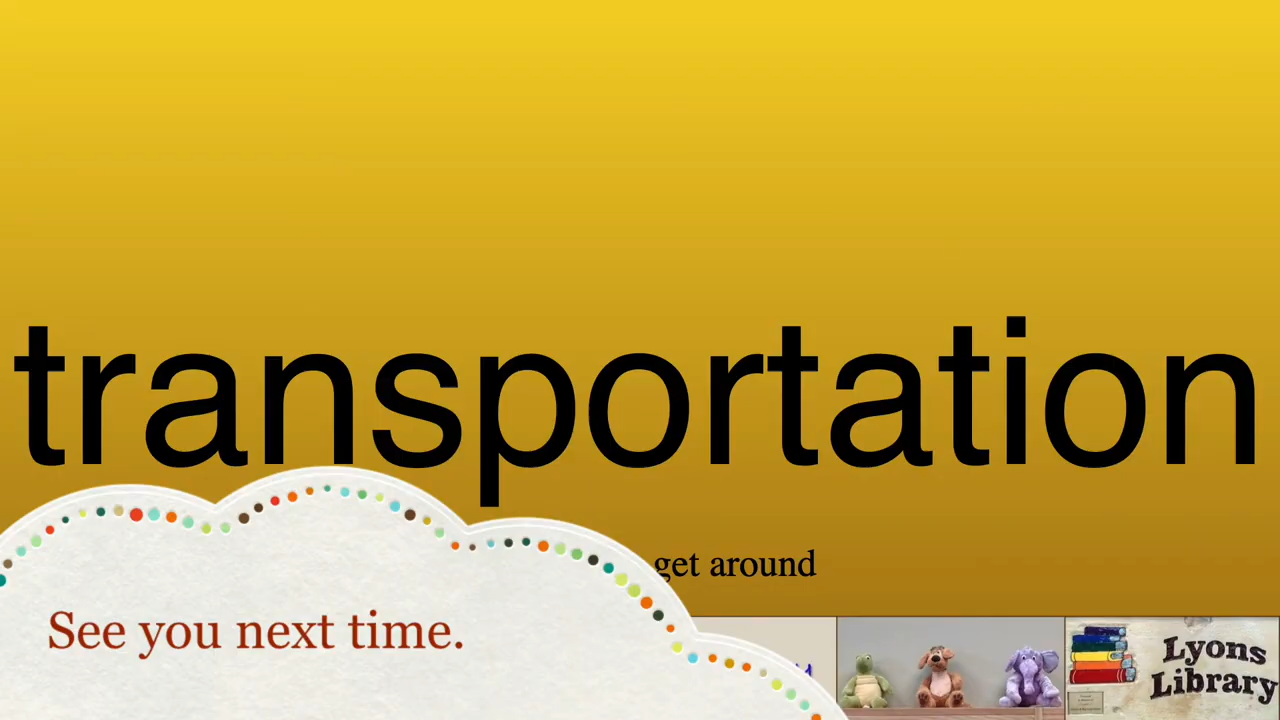 transportation
get around
See you next time.
Lyons
Library